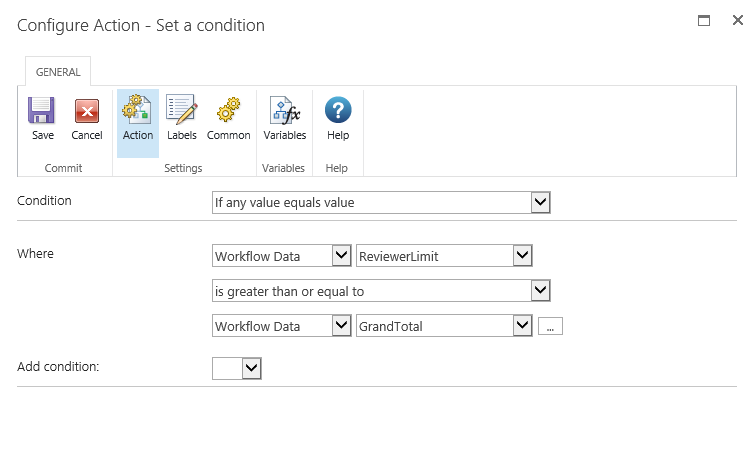 Configure Action - Set a condition
GENERAL
Save Cancel Action Labels Common Variables Help
Commit Settings Variables Help
Condition If any value equals value
Where Workflow Data ReviewerLimit
is greater than or equal to
Workflow Data GrandTotal ...
Add condition: